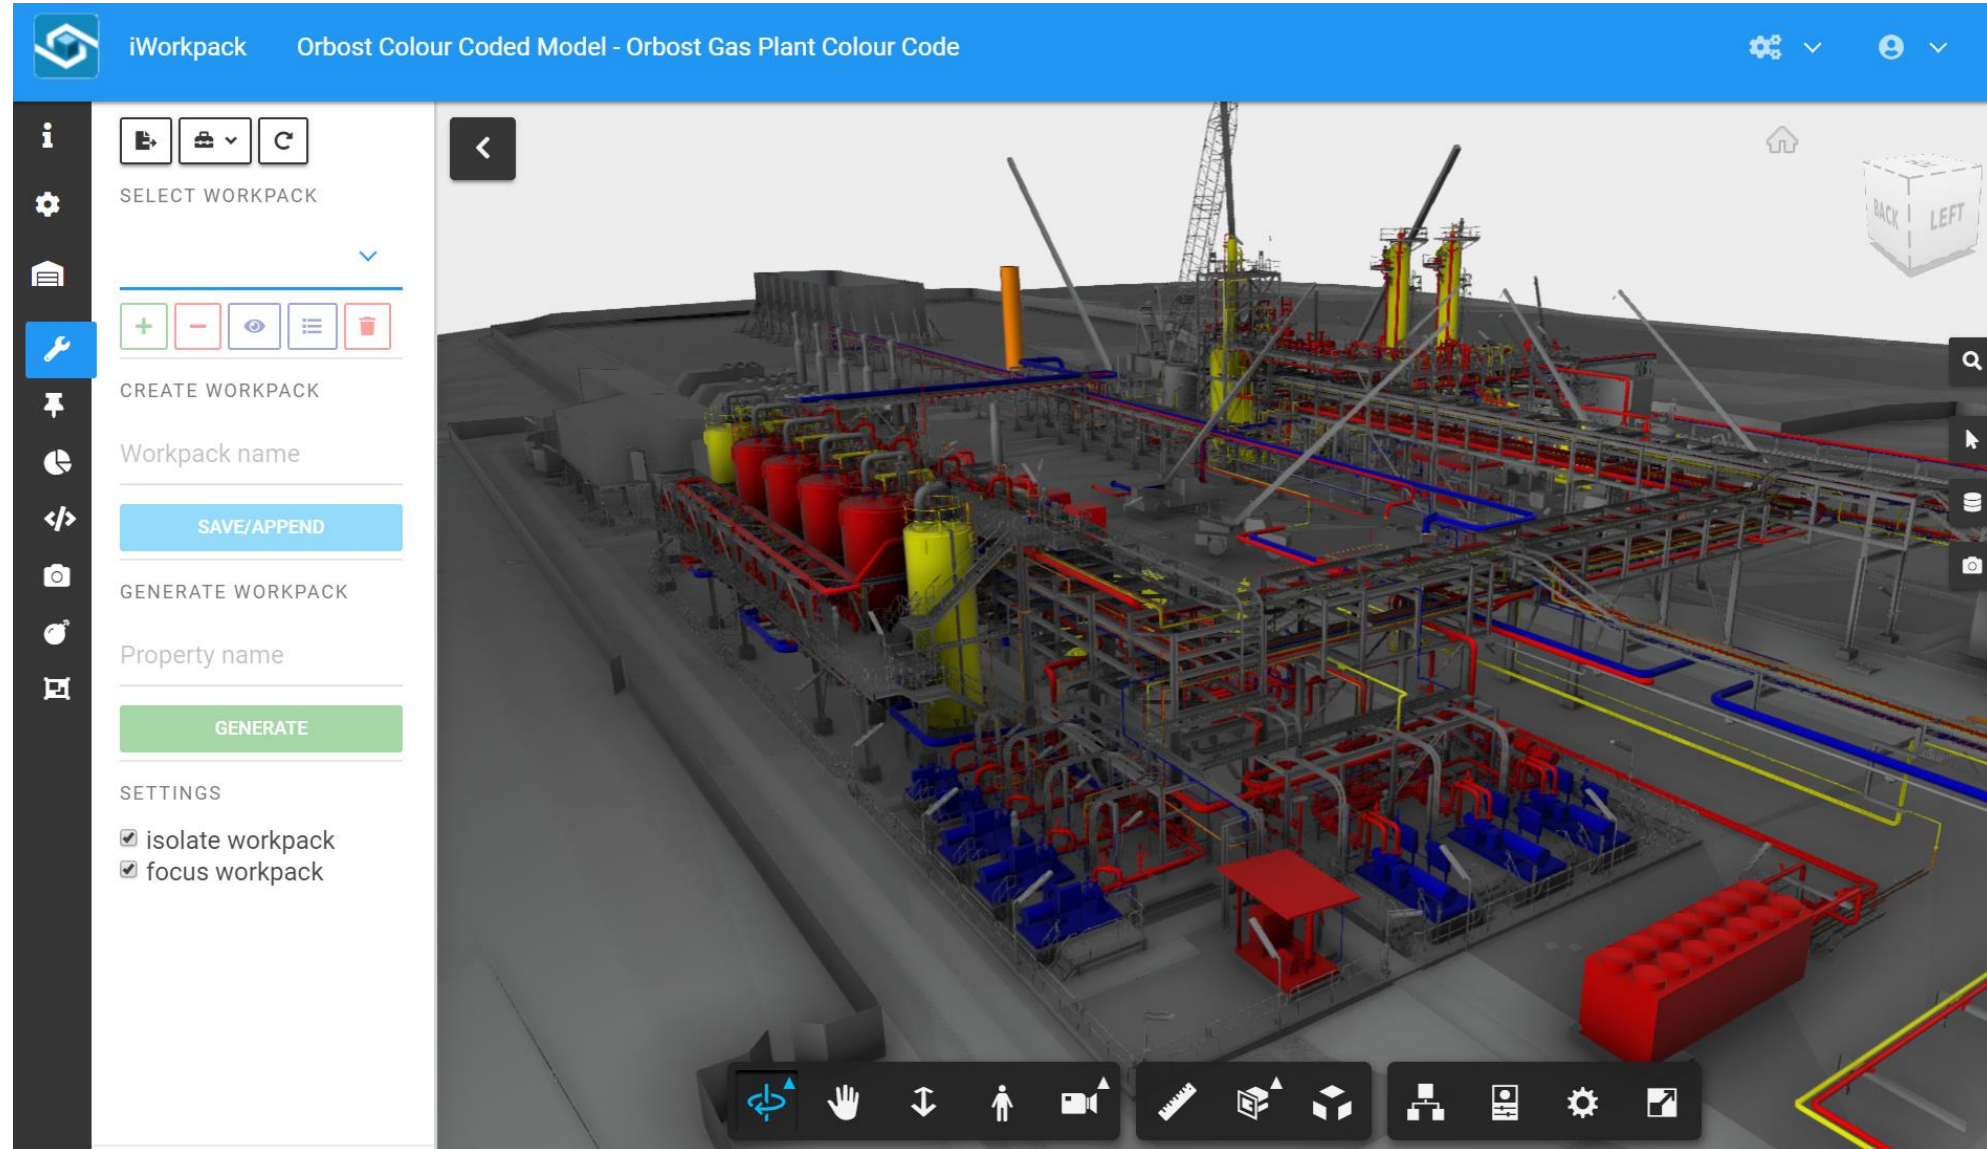 iWorkpack
Orbost Colour Coded Model - Orbost Gas Plant Colour Code
SELECT WORKPACK
CREATE WORKPACK
Workpack name
SAVE/APPEND
GENERATE WORKPACK
Property name
GENERATE
SETTINGS
isolate workpack
focus workpack
BACK
LEFT